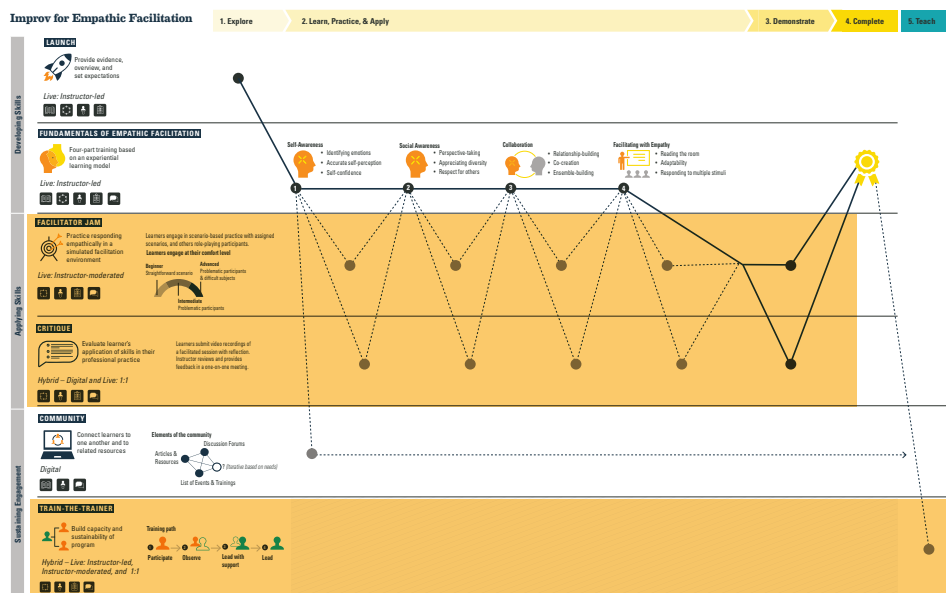 Improv for Empathic Facilitation
1. Explore
2. Learn, Practice, & Apply
3. Demonstrate
4. Complete
5. Teach
Developing Skills
LAUNCH
Provide evidence,
overview, and
set expectations
Live: Instructor-led
FUNDAMENTALS OF EMPATHIC FACILITATION
Four-part training based
on an experiential
learning model
Live: Instructor-led
Self-Awareness
• Identifying emotions
• Accurate self-perception
• Self-confidence
Social Awareness
• Perspective-taking
• Appreciating diversity
• Respect for others
Collaboration
• Relationship-building
• Co-creation
• Ensemble-building
Facilitating with Empathy
• Reading the room
• Adaptability
• Responding to multiple stimuli
1
2
3
4
Applying Skills
FACILITATOR JAM
Practice responding
empathically in a
simulated facilitation
environment
Live: Instructor-moderated
Learners engage in scenario-based practice with assigned
scenarios, and others role-playing participants.
Learners engage at their comfort level
Beginner
Straightforward scenario
Advanced
Problematic participants
& difficult subjects
Intermediate
Problematic participants
CRITIQUE
Evaluate learner's
application of skills in their
professional practice
Hybrid – Digital and Live: 1:1
Learners submit video recordings of
a facilitated session with reflection.
Instructor reviews and provides
feedback in a one-on-one meeting.
Sustaining Engagement
COMMUNITY
Connect learners to
one another and to
related resources
Digital
Elements of the community
Discussion Forums
Articles &
Resources
? (Iterative based on needs)
List of Events & Trainings
TRAIN-THE-TRAINER
Build capacity and
sustainability of
program
Hybrid – Live: Instructor-led,
Instructor-moderated, and 1:1
Training path
Participate
Observe
Lead with
support
Lead